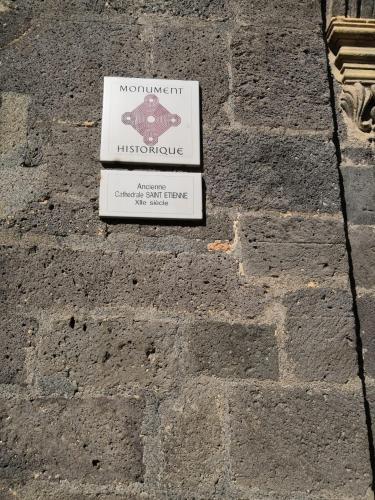 MONUMENT
HISTORIQUE
Ancienne
Cathédrale SAINT ETIENNE
XIIe siècle